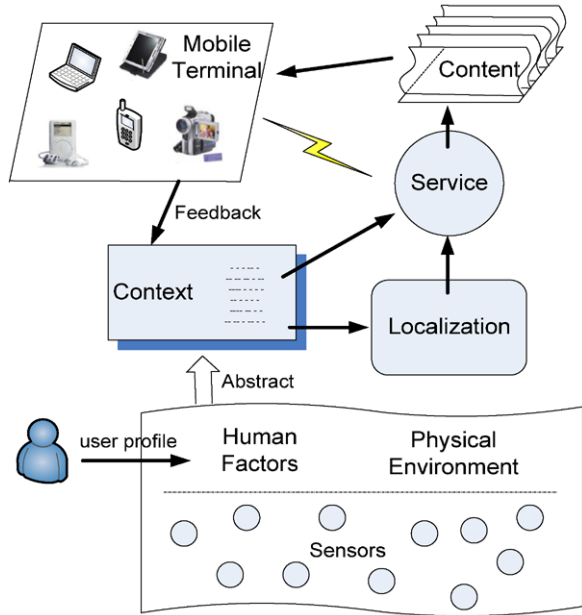 Mobile
Terminal
Content
Service
Feedback
Context
Localization
Abstract
user profile
Human
Factors
Physical
Environment
Sensors